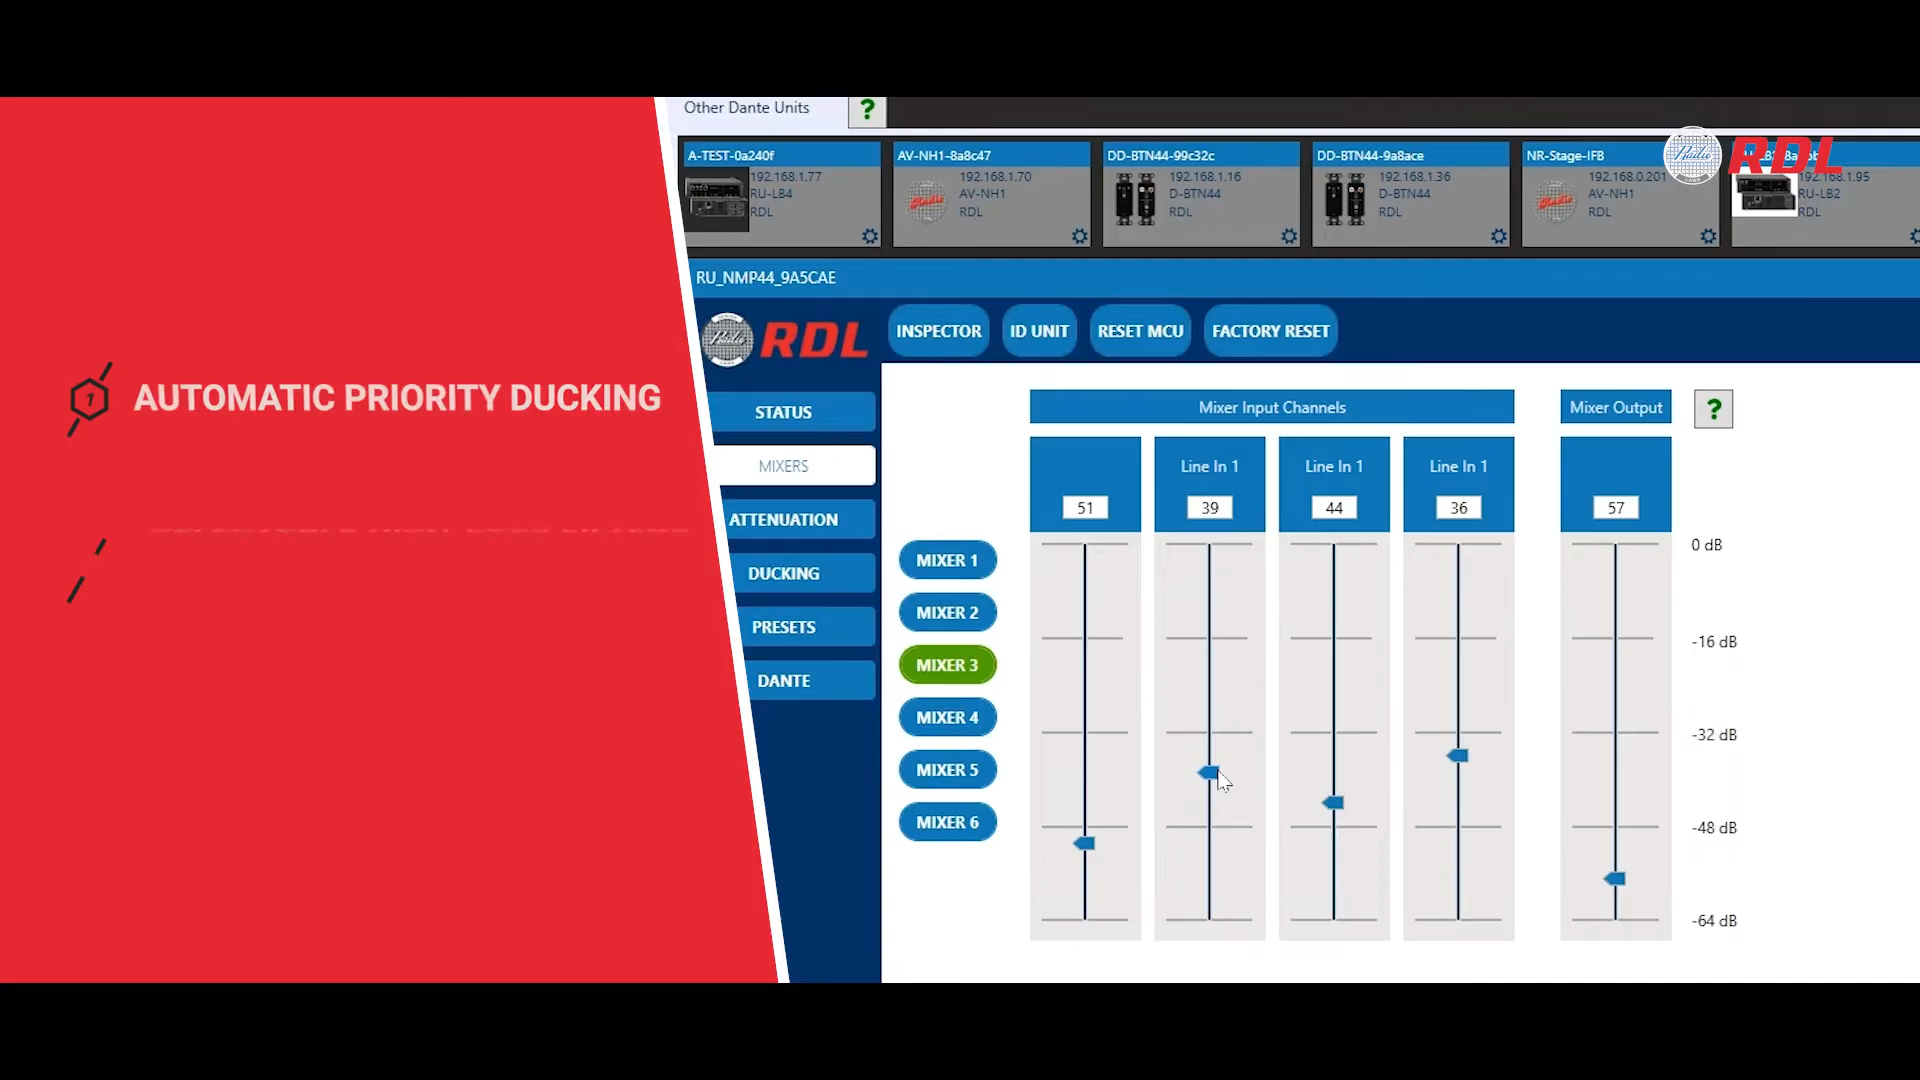 Other Dante Units
?
A-TEST-0a240f
192.168.1.77
RU-LB4
RDL
AV-NH1-8a8c47
192.168.1.70
AV-NH1
RDL
DD-BTN44-99c32c
192.168.1.16
D-BTN44
RDL
DD-BTN44-9a8ace
192.168.1.36
D-BTN44
RDL
NR-Stage-IFB
192.168.0.201
AV-NH1
RDL
192.168.1.95
RU-LB2
RDL
Radio RDL
RU_NMP44_9A5CAE
Radio RDL
INSPECTOR
ID UNIT
RESET MCU
FACTORY RESET
1
AUTOMATIC PRIORITY DUCKING
STATUS
MIXERS
ATTENUATION
DUCKING
PRESETS
DANTE
MIXER 1
MIXER 2
MIXER 3
MIXER 4
MIXER 5
MIXER 6
Mixer Input Channels
Mixer Output
?
Line In 1
Line In 1
Line In 1
51
39
44
36
57
0 dB
-16 dB
-32 dB
-48 dB
-64 dB